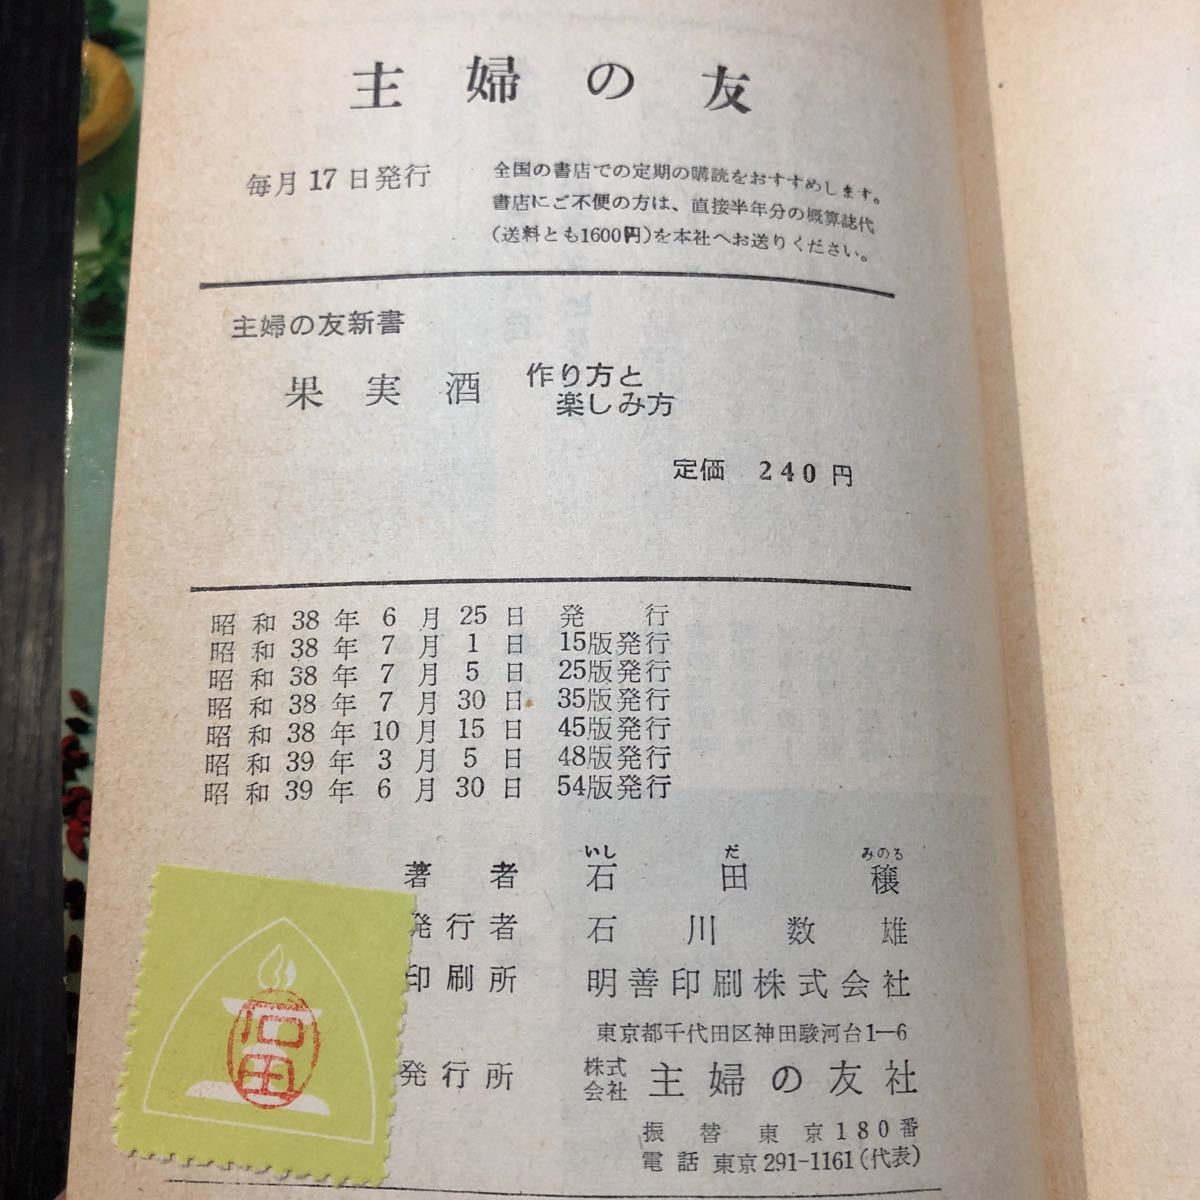 主婦の友
毎月17日発行
全国の書店での定期の購読をおすすめします。
書店にご不便の方は、直接半年分の概算誌代
(送料とも1600円)を本社へお送りください。
主婦の友新書
果実酒 作り方と
楽しみ方
定価 240円
昭和38年6月25日 発行
昭和38年7月1日 15版発行
昭和38年7月5日 25版発行
昭和38年7月30日 35版発行
昭和38年10月15日 45版発行
昭和39年3月5日 48版発行
昭和39年6月30日 54版発行
いし だ みのる
著者 石田穣
発行者 石川数雄
印刷所 明善印刷株式会社
東京都千代田区神田駿河台1-6
発行所 株式会社 主婦の友社
振替 東京180番
電話 東京291-1161(代表)
石田